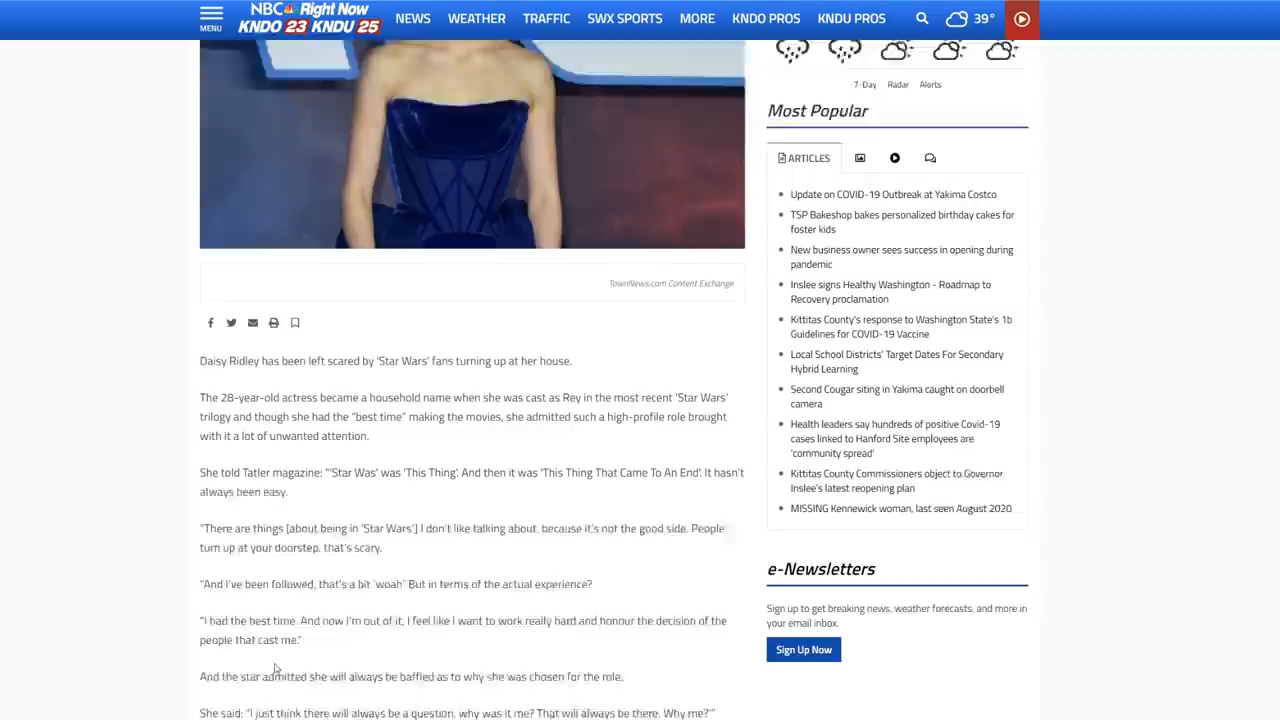 NBC Right Now
KNDO 23 KNDU 25
MENU
NEWS WEATHER TRAFFIC SWX SPORTS MORE KNDO PROS KNDU PROS 39°
7-Day Radar Alerts
Most Popular
ARTICLES
Update on COVID-19 Outbreak at Yakima Costco
TSP Bakeshop bakes personalized birthday cakes for
foster kids
New business owner sees success in opening during
pandemic
Inslee signs Healthy Washington - Roadmap to
Recovery proclamation
Kittitas County's response to Washington State's 1b
Guidelines for COVID-19 Vaccine
Local School Districts' Target Dates For Secondary
Hybrid Learning
Second Cougar siting in Yakima caught on doorbell
camera
Health leaders say hundreds of positive Covid-19
cases linked to Hanford Site employees are
'community spread'
Kittitas County Commissioners object to Governor
Inslee's latest reopening plan
MISSING Kennewick woman, last seen August 2020
e-Newsletters
Sign up to get breaking news, weather forecasts, and more in
your email inbox.
Sign Up Now
TownNews.com Content Exchange
Daisy Ridley has been left scared by 'Star Wars' fans turning up at her house.
The 28-year-old actress became a household name when she was cast as Rey in the most recent 'Star Wars'
trilogy and though she had the "best time" making the movies, she admitted such a high-profile role brought
with it a lot of unwanted attention.
She told Tatler magazine: "'Star Was' was 'This Thing'. And then it was 'This Thing That Came To An End'. It hasn't
always been easy.
"There are things [about being in 'Star Wars'] I don't like talking about, because it's not the good side. People
turn up at your doorstep, that's scary.
"And I've been followed, that's a bit 'woah'. But in terms of the actual experience?
"I had the best time. And now I'm out of it, I feel like I want to work really hard and honour the decision of the
people that cast me."
And the star admitted she will always be baffled as to why she was chosen for the role.
She said: "I just think there will always be a question, why was it me? That will always be there. Why me?'"